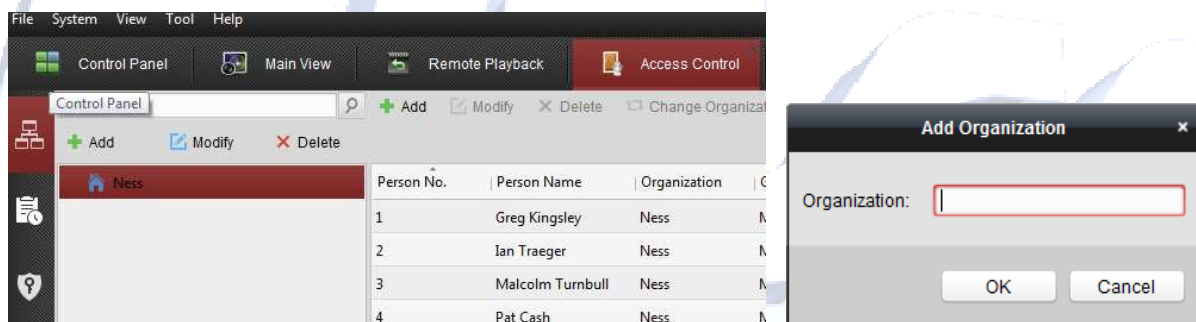 File System View Tool Help
Control Panel Main View Remote Playback Access Control
Control Panel
Add Modify Delete Change Organizat
Add Modify Delete
Ness
Person No. Person Name Organization G
1 Greg Kingsley Ness M
2 Ian Traeger Ness M
3 Malcolm Turnbull Ness M
4 Pat Cash Ness M
Add Organization ×
Organization:
OK Cancel